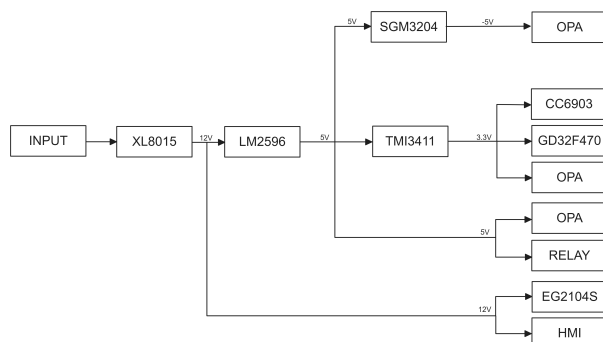 5V
SGM3204
-5V
OPA
CC6903
INPUT
XL8015
12V
LM2596
5V
TMI3411
3.3V
GD32F470
OPA
OPA
5V
RELAY
EG2104S
12V
HMI